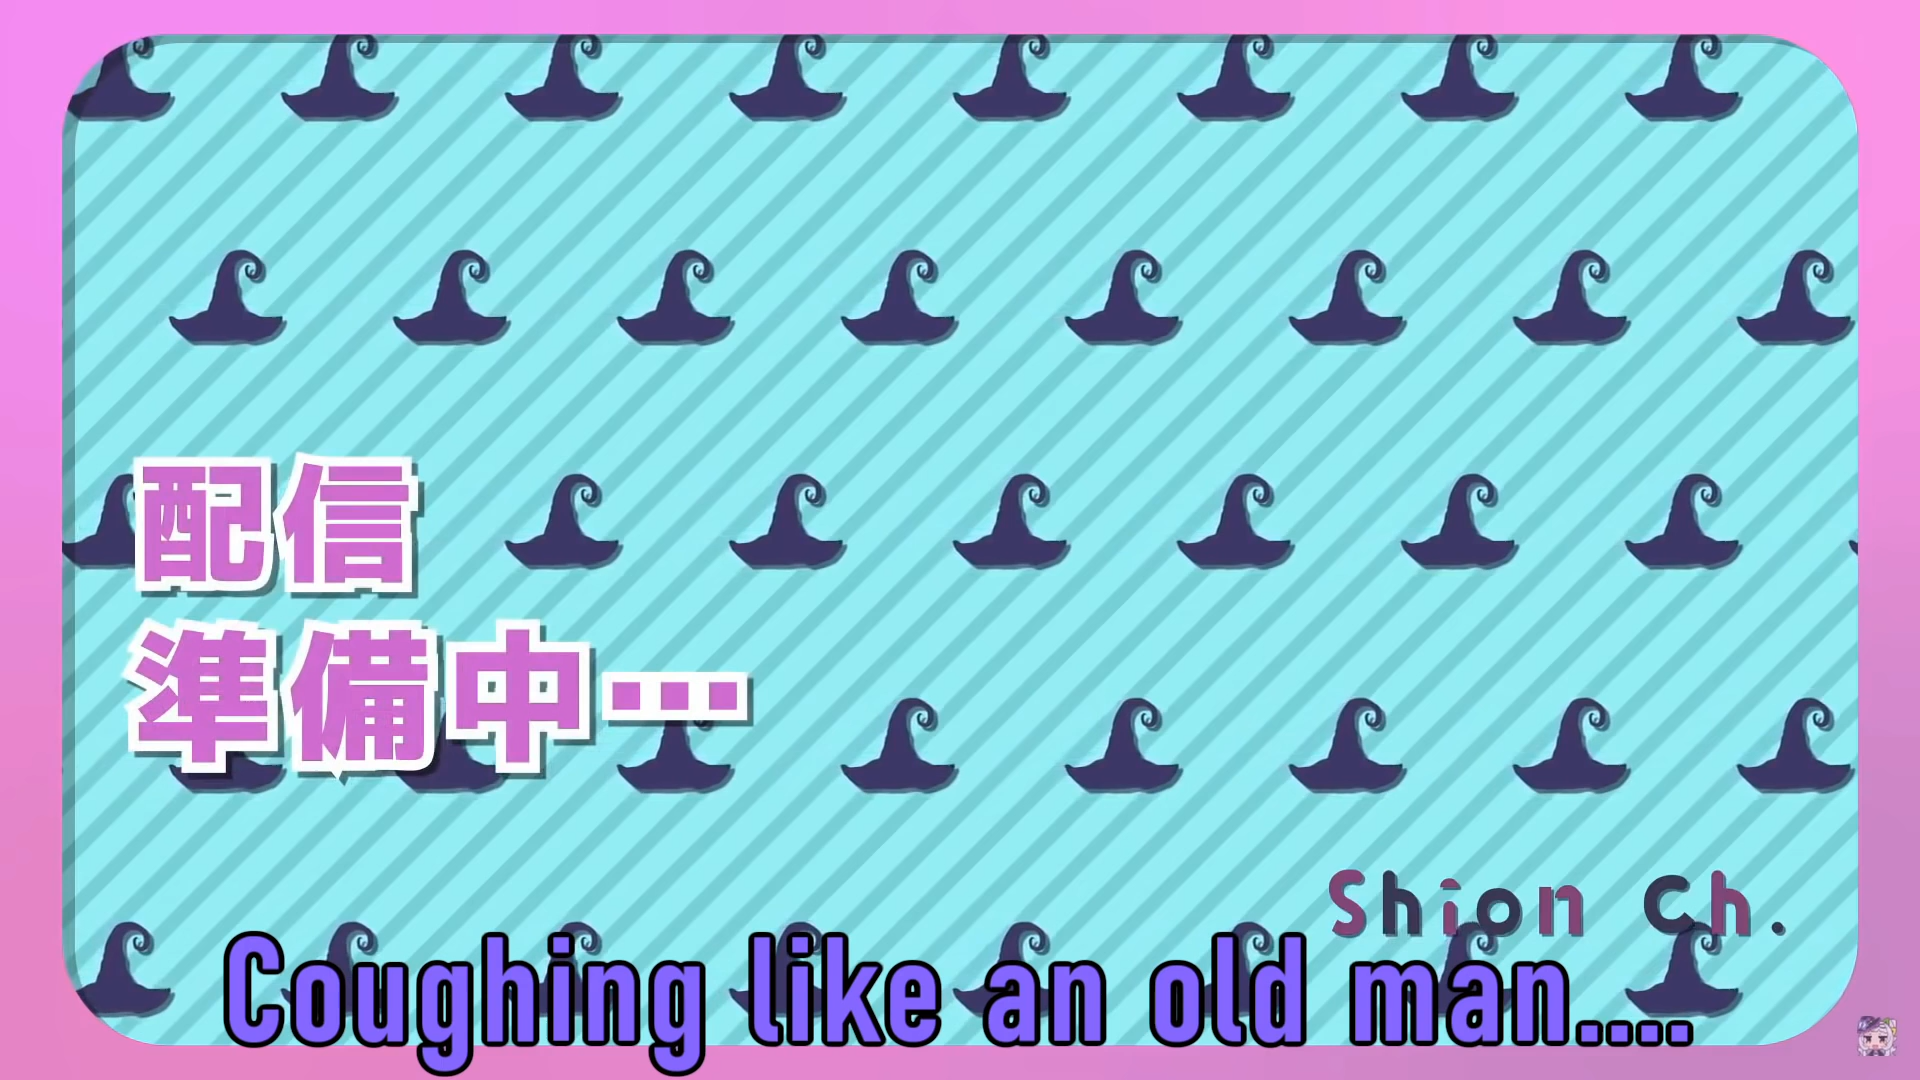 配信
準備中…
Shion Ch.
Coughing like an old man....